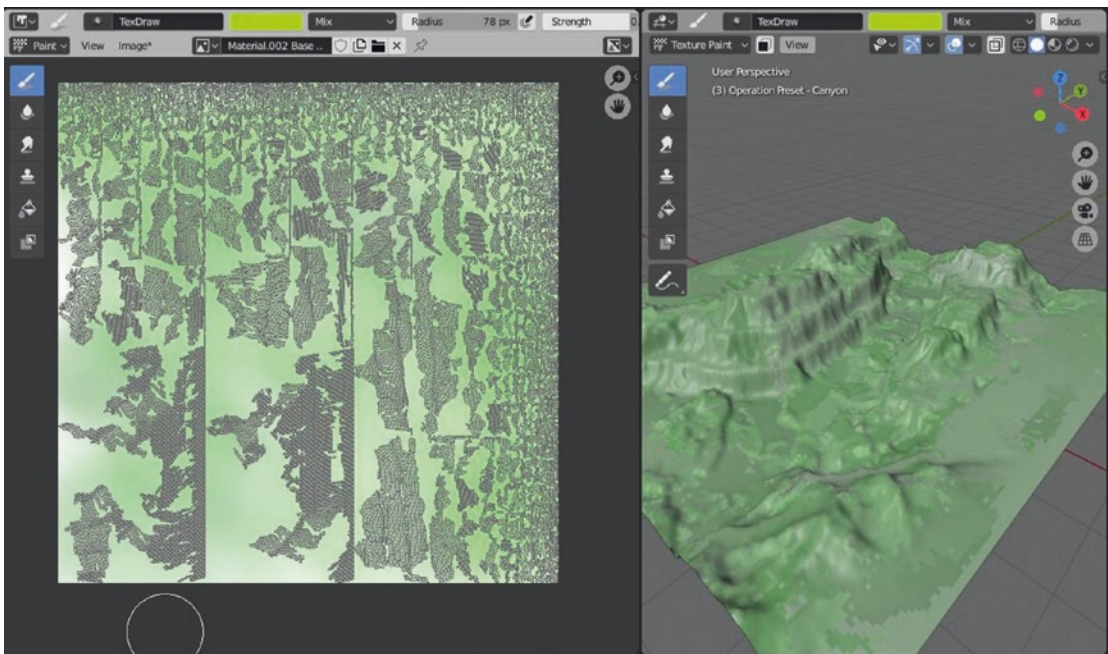 TexDraw Mix Radius 78 px Strength 0.
Paint View Image* Material.002 Base ..
TexDraw Mix Radius
Texture Paint View
User Perspective
(3) Operation Preset - Canyon
Z
Y
X